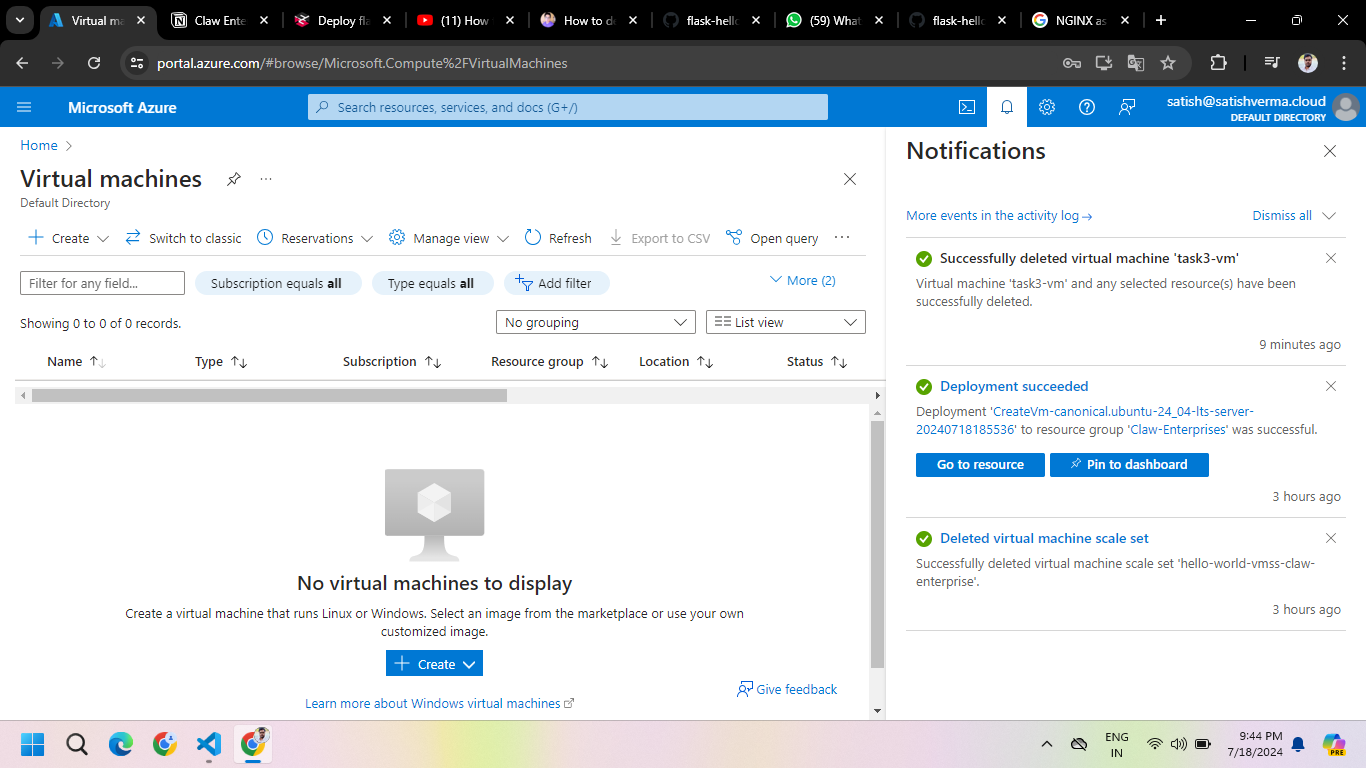 Virtual ma
Claw Ente
Deploy fla
(11) How
How to de
flask-hell
(59) What
flask-hell
NGINX as
portal.azure.com/#browse/Microsoft.Compute%2FVirtualMachines
Microsoft Azure
Search resources, services, and docs (G+/)
satish@satishverma.cloud
DEFAULT DIRECTORY
Home
Virtual machines
Default Directory
Create
Switch to classic
Reservations
Manage view
Refresh
Export to CSV
Open query
Filter for any field...
Subscription equals all
Type equals all
Add filter
More (2)
Showing 0 to 0 of 0 records.
No grouping
List view
Name
Type
Subscription
Resource group
Location
Status
No virtual machines to display
Create a virtual machine that runs Linux or Windows. Select an image from the marketplace or use your own
customized image.
Create
Learn more about Windows virtual machines
Give feedback
Notifications
More events in the activity log →
Dismiss all
Successfully deleted virtual machine 'task3-vm'
Virtual machine 'task3-vm' and any selected resource(s) have been
successfully deleted.
9 minutes ago
Deployment succeeded
Deployment 'CreateVm-canonical.ubuntu-24_04-lts-server-
20240718185536' to resource group 'Claw-Enterprises' was successful.
Go to resource
Pin to dashboard
3 hours ago
Deleted virtual machine scale set
Successfully deleted virtual machine scale set 'hello-world-vmss-claw-
enterprise'.
3 hours ago
ENG
IN
9:44 PM
7/18/2024
PRE